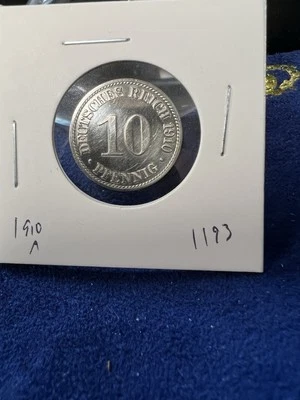 DEUTSCHES REICH 1910
10
• PFENNIG •
1910
A
1193